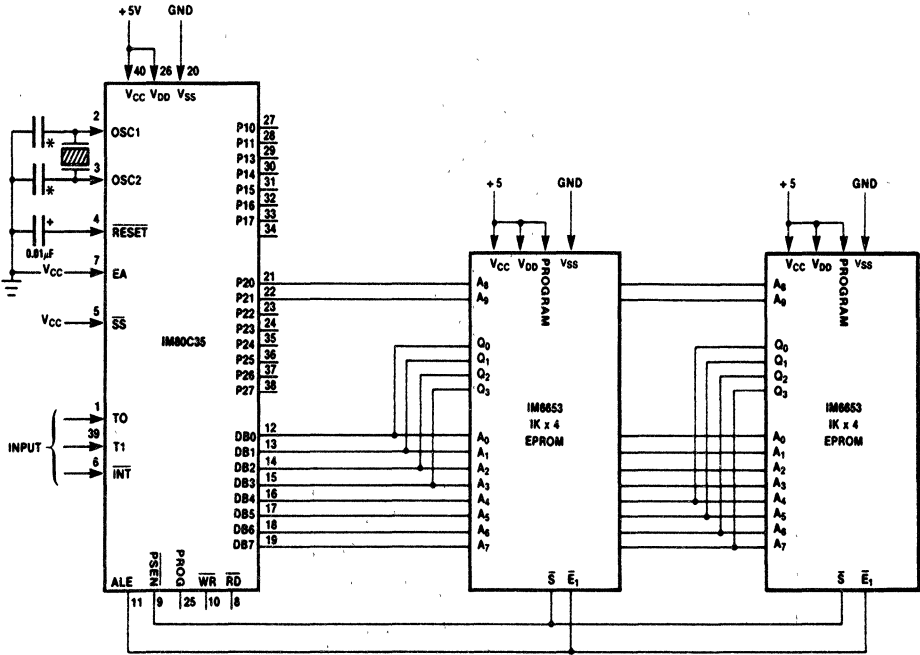 +5V GND
40 26 20
VCC VDD VSS
2 OSC1
*
3 OSC2
*
4 RESET
+
0.01μF
VCC 7 EA
VCC 5 SS
IM80C35
INPUT
1 TO
39 T1
6 INT
P10 27
P11 28
P13 29
P14 30
P15 31
P16 32
P17 33
34
P20 21
P21 22
P22 23
P23 24
P24 35
P25 36
P26 37
P27 38
DB0 12
DB1 13
DB2 14
DB3 15
DB4 16
DB5 17
DB6 18
DB7 19
ALE PSEN PROG WR RD
11 9 25 10 8
+5 GND
VCC VDD PROGRAM VSS
A8
A9
Q0
Q1
Q2
Q3
IM6653
IK x 4
EPROM
A0
A1
A2
A3
A4
A5
A6
A7
S E1
+5 GND
VCC VDD PROGRAM VSS
A8
A9
Q0
Q1
Q2
Q3
IM6653
IK x 4
EPROM
A0
A1
A2
A3
A4
A5
A6
A7
S E1